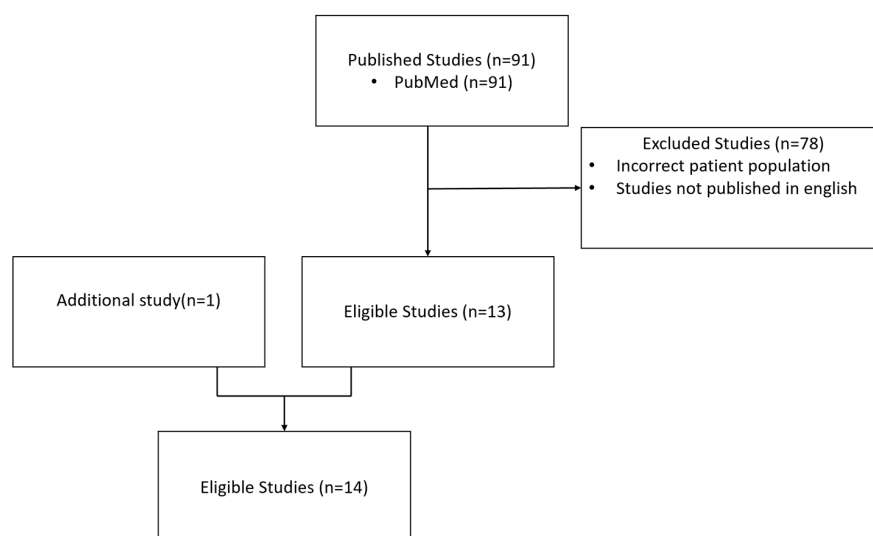 Published Studies (n=91)
• PubMed (n=91)
Excluded Studies (n=78)
• Incorrect patient population
• Studies not published in english
Additional study(n=1)
Eligible Studies (n=13)
Eligible Studies (n=14)